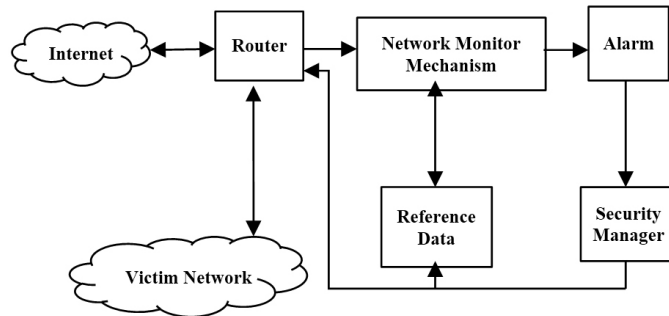 Internet
Router
Network Monitor
Mechanism
Alarm
Reference
Data
Security
Manager
Victim Network